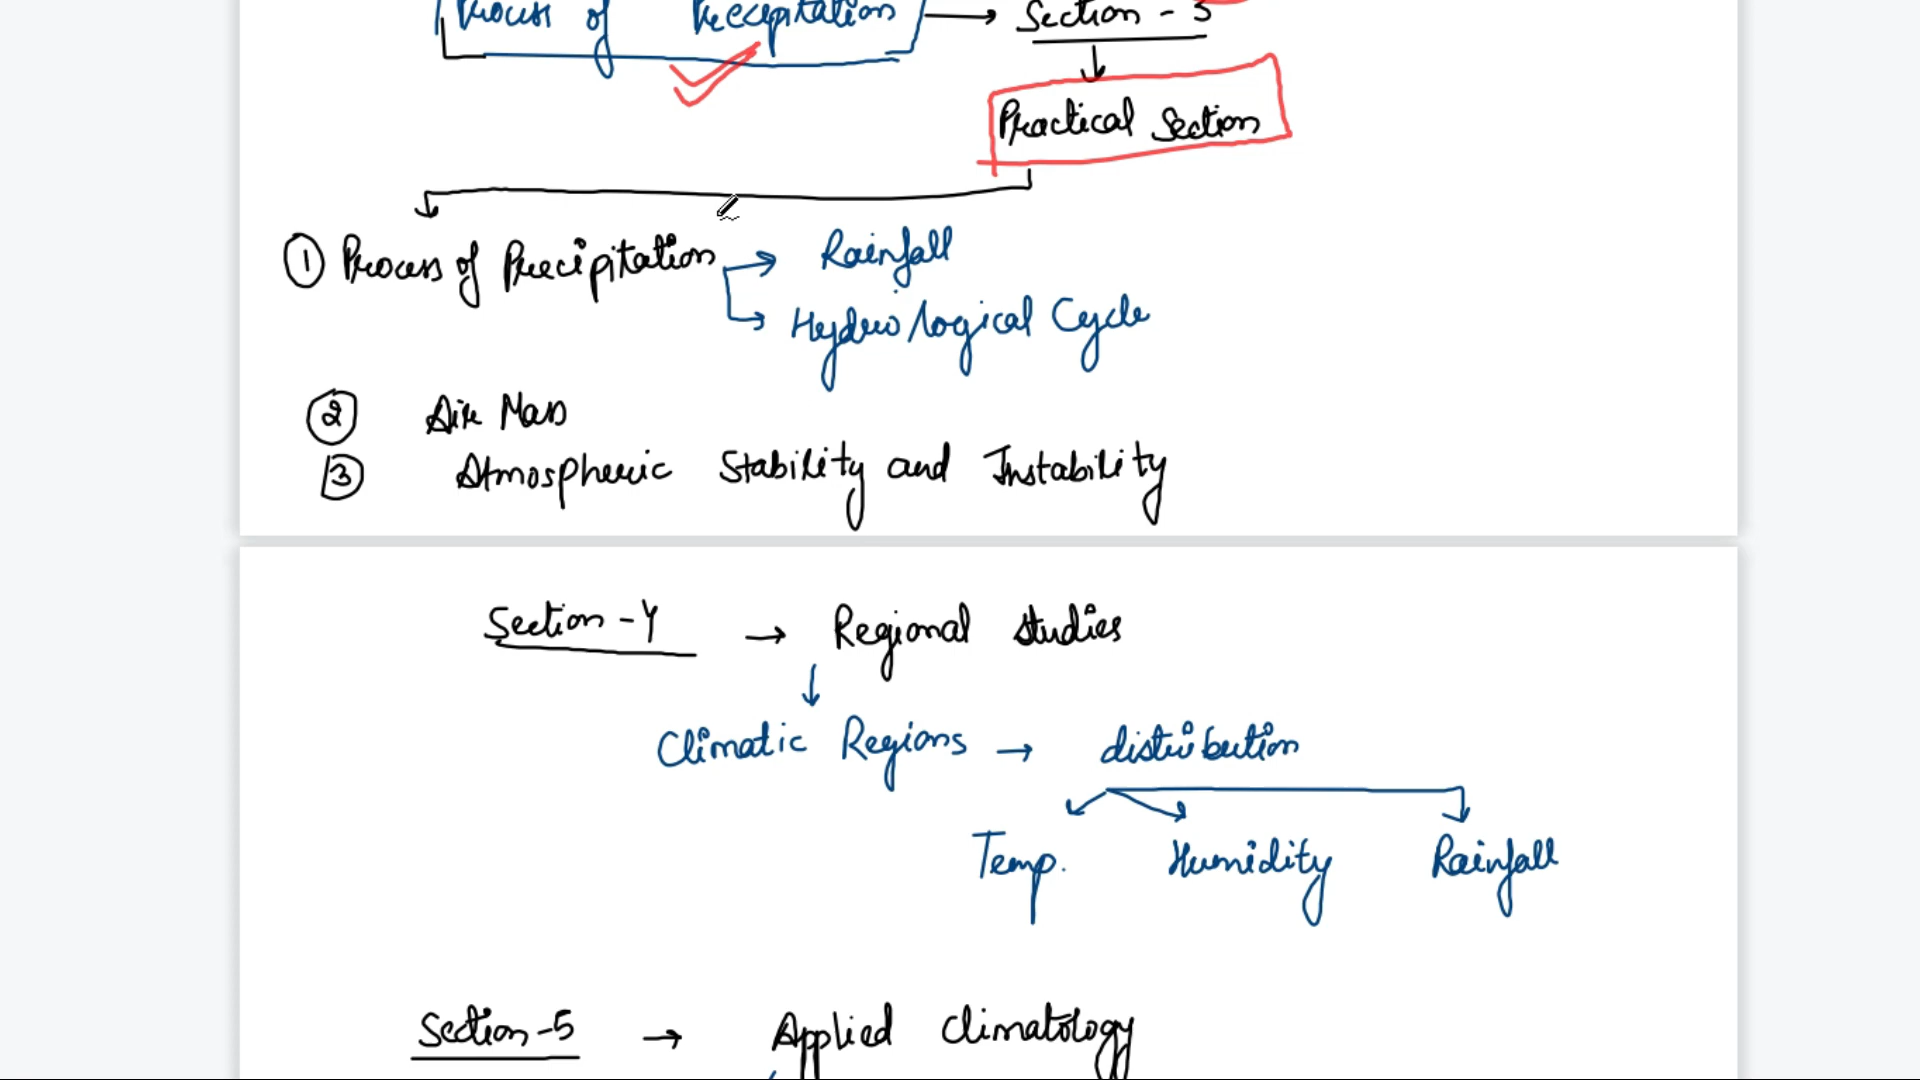 Process of Precipitation → Section - 3
Practical Section
① Process of Precipitation → Rainfall
→ Hydrological Cycle
② Air Mass
③ Atmospheric Stability and Instability
Section -4 → Regional Studies
Climatic Regions → distribution
Temp. Humidity Rainfall
Section -5 → Applied Climatology